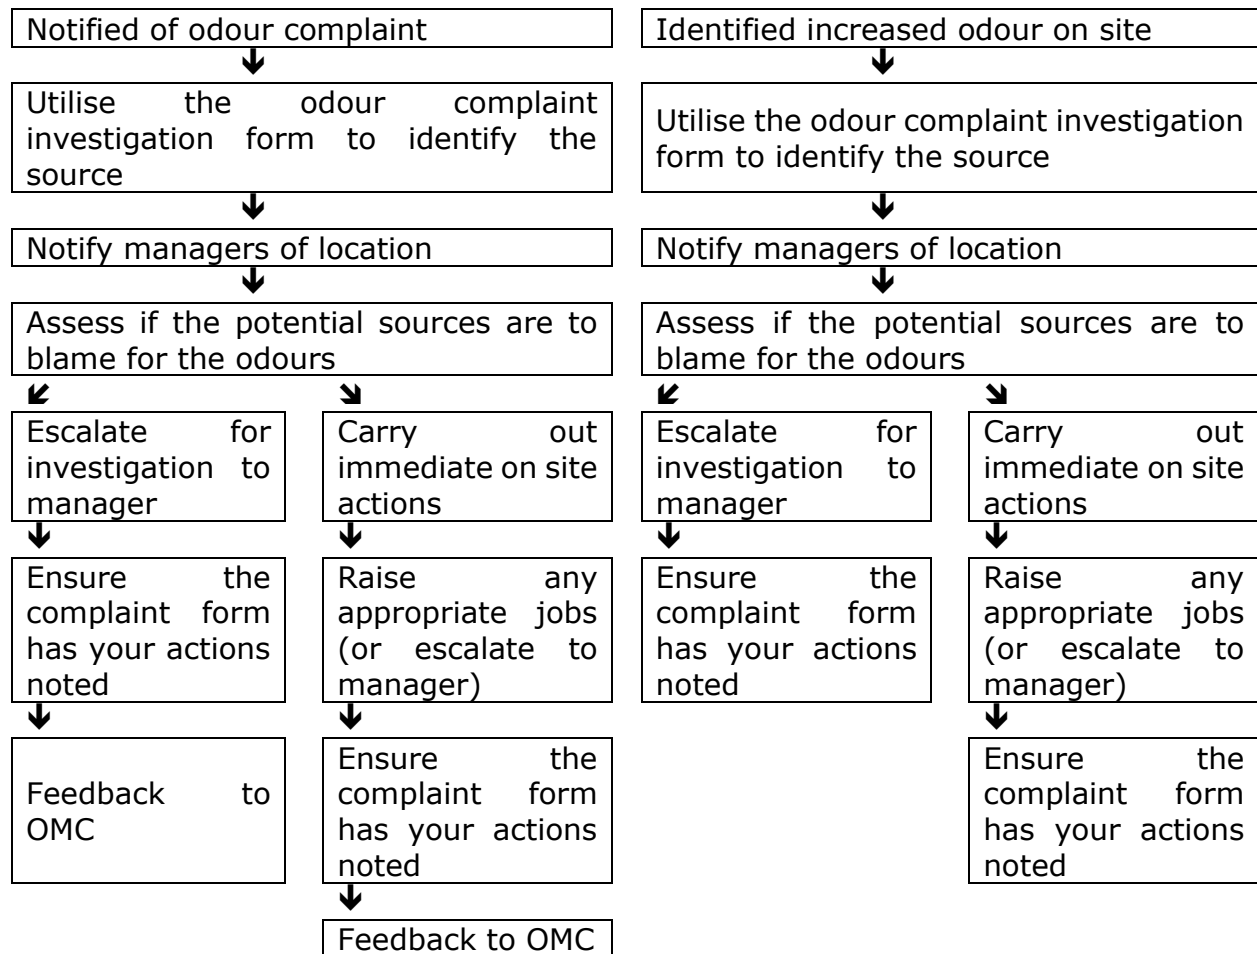 Notified of odour complaint
Identified increased odour on site
Utilise the odour complaint
investigation form to identify the
source
Utilise the odour complaint investigation
form to identify the source
Notify managers of location
Notify managers of location
Assess if the potential sources are to
blame for the odours
Assess if the potential sources are to
blame for the odours
Escalate for
investigation to
manager
Carry out
immediate on site
actions
Escalate for
investigation to
manager
Carry out
immediate on site
actions
Ensure the
complaint form
has your actions
noted
Raise any
appropriate jobs
(or escalate to
manager)
Ensure the
complaint form
has your actions
noted
Raise any
appropriate jobs
(or escalate to
manager)
Feedback to
OMC
Ensure the
complaint form
has your actions
noted
Ensure the
complaint form
has your actions
noted
Feedback to OMC